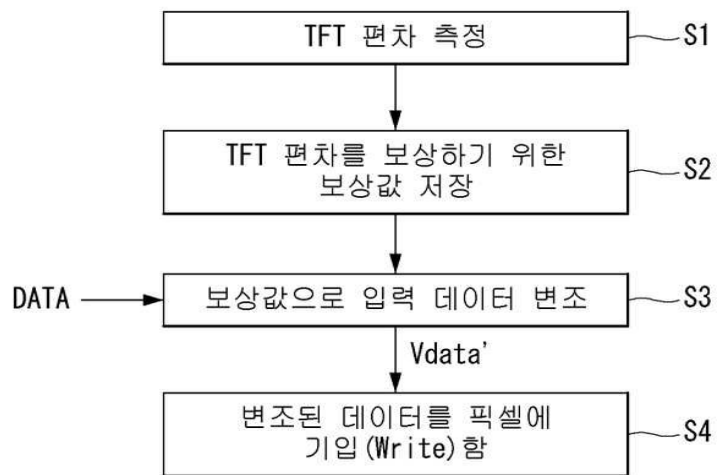 TFT 편차 측정
S1
TFT 편차를 보상하기 위한
보상값 저장
S2
DATA
보상값으로 입력 데이터 변조
S3
Vdata'
변조된 데이터를 픽셀에
기입(Write)함
S4